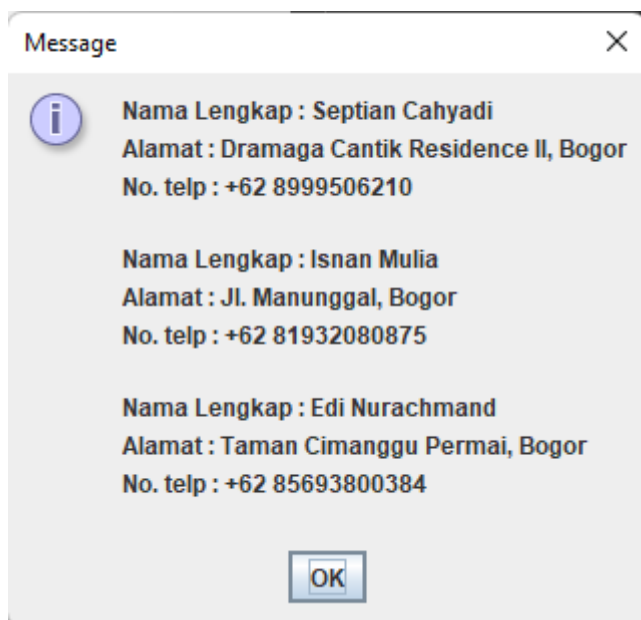 Message
Nama Lengkap : Septian Cahyadi
Alamat : Dramaga Cantik Residence II, Bogor
No. telp : +62 8999506210
Nama Lengkap : Isnan Mulia
Alamat : Jl. Manunggal, Bogor
No. telp : +62 81932080875
Nama Lengkap : Edi Nurachmand
Alamat : Taman Cimanggu Permai, Bogor
No. telp : +62 85693800384
OK